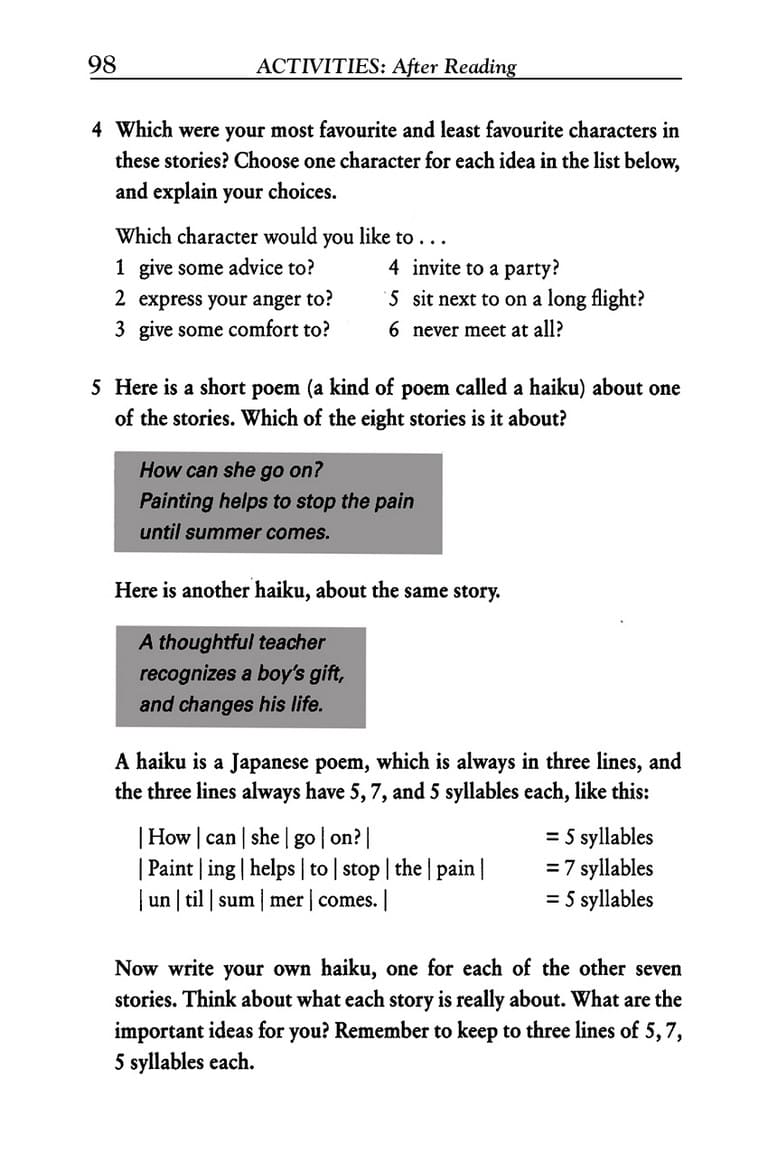 98 ACTIVITIES: After Reading
4 Which were your most favourite and least favourite characters in
these stories? Choose one character for each idea in the list below,
and explain your choices.
Which character would you like to . . .
1 give some advice to? 4 invite to a party?
2 express your anger to? 5 sit next to on a long flight?
3 give some comfort to? 6 never meet at all?
5 Here is a short poem (a kind of poem called a haiku) about one
of the stories. Which of the eight stories is it about?
How can she go on?
Painting helps to stop the pain
until summer comes.
Here is another haiku, about the same story.
A thoughtful teacher
recognizes a boy's gift,
and changes his life.
A haiku is a Japanese poem, which is always in three lines, and
the three lines always have 5, 7, and 5 syllables each, like this:
| How | can | she | go | on? | = 5 syllables
| Paint | ing | helps | to | stop | the | pain | = 7 syllables
| un | til | sum | mer | comes. | = 5 syllables
Now write your own haiku, one for each of the other seven
stories. Think about what each story is really about. What are the
important ideas for you? Remember to keep to three lines of 5, 7,
5 syllables each.